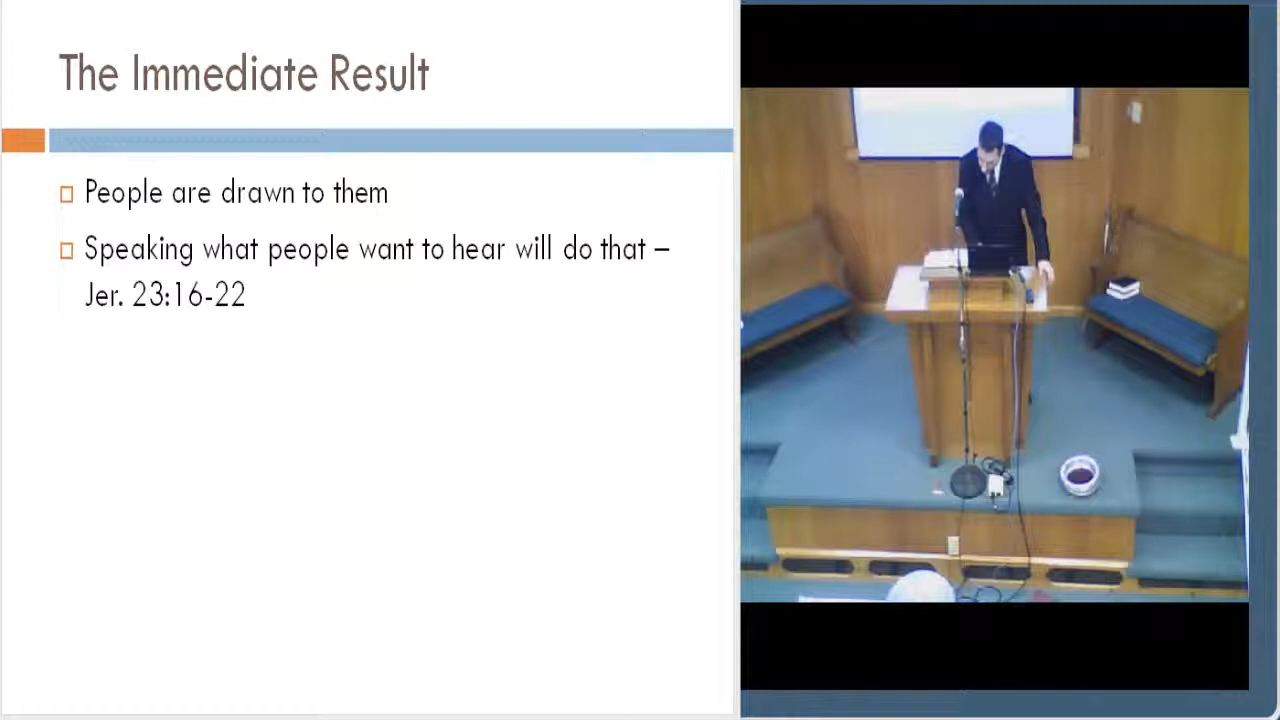 The Immediate Result
People are drawn to them
Speaking what people want to hear will do that –
Jer. 23:16-22